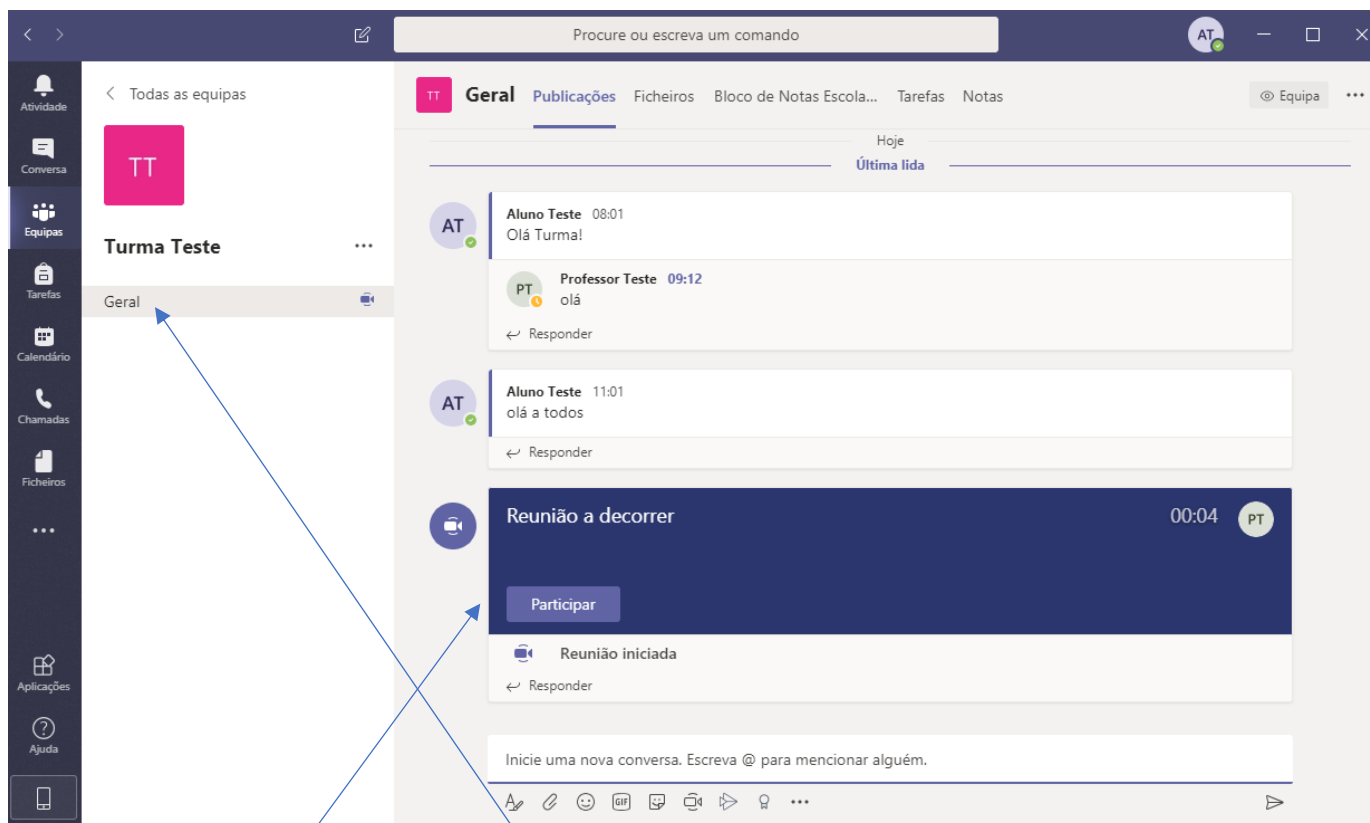 Procure ou escreva um comando
AT
Atividade
Conversa
Equipas
Tarefas
Calendário
Chamadas
Ficheiros
Aplicações
Ajuda
Todas as equipas
TT
Turma Teste
Geral
TT
Geral Publicações Ficheiros Bloco de Notas Escola... Tarefas Notas
Equipa
Hoje
Última lida
AT
Aluno Teste 08:01
Olá Turma!
PT
Professor Teste 09:12
olá
Responder
AT
Aluno Teste 11:01
olá a todos
Responder
Reunião a decorrer
00:04
PT
Participar
Reunião iniciada
Responder
Inicie uma nova conversa. Escreva @ para mencionar alguém.
GIF